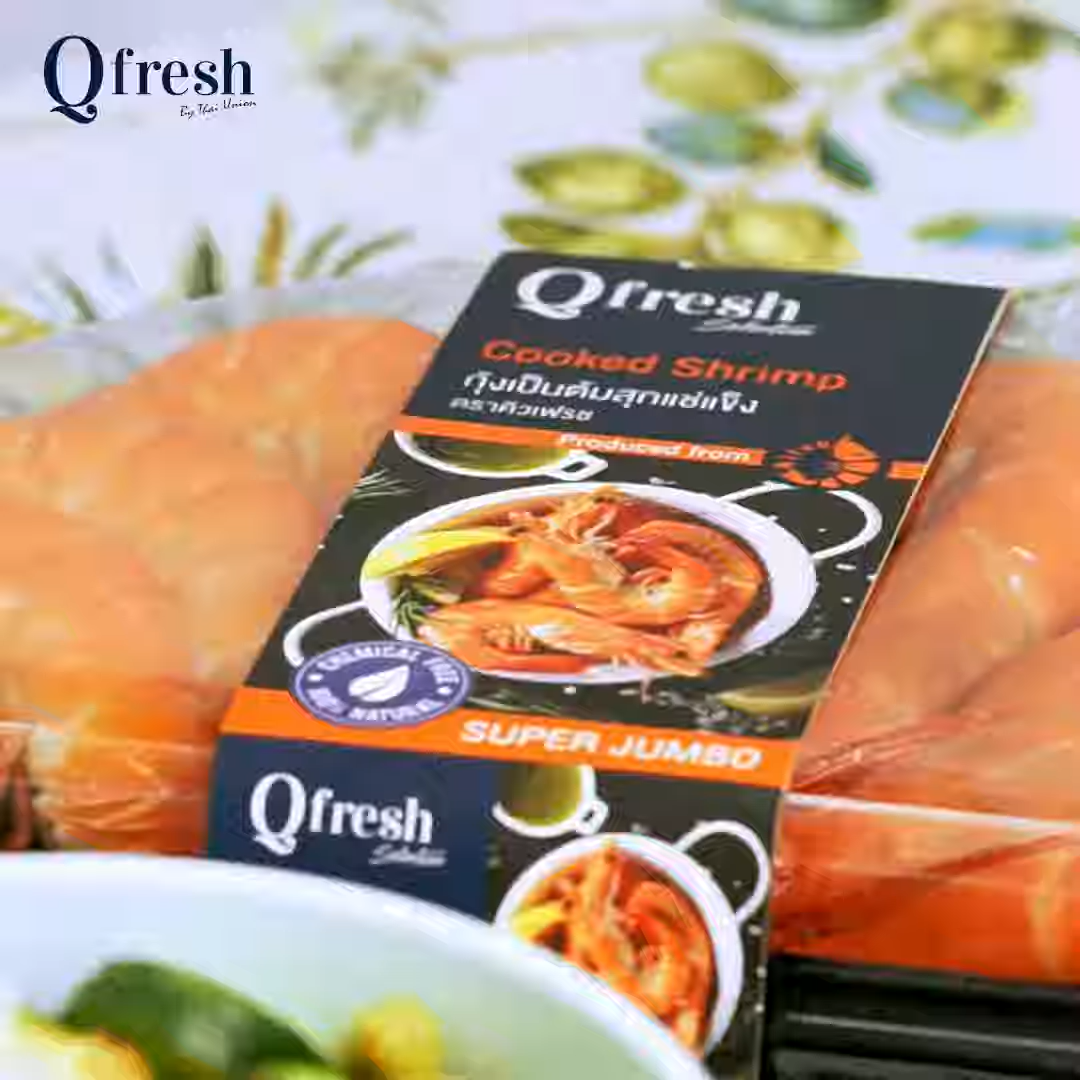 Qfresh
By Thai Union
Qfresh
Selection
Cooked Shrimp
กุ้งเป็นต้มสุกแช่แข็ง
ตราคิวเฟรช
Produced from
CHEMICAL FREE
100% NATURAL
SUPER JUMBO
Qfresh
Selection